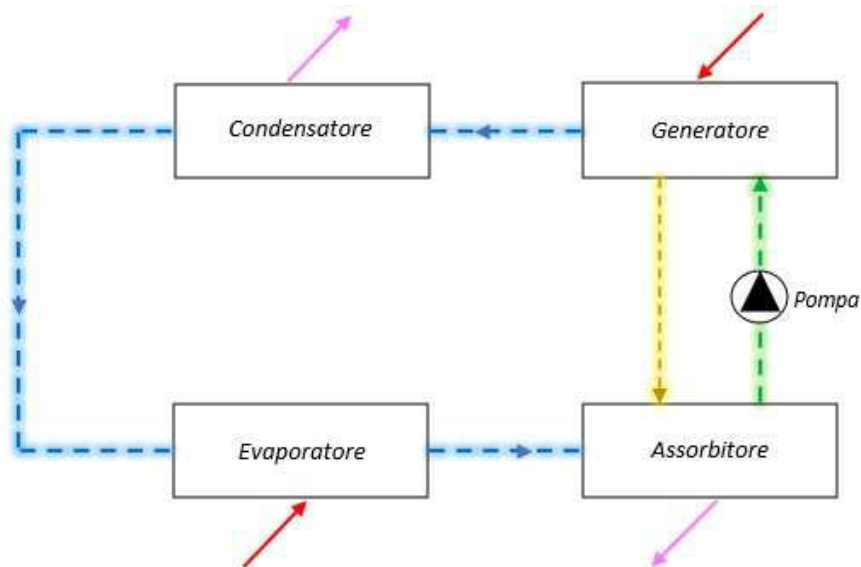 Condensatore
Generatore
Pompa
Evaporatore
Assorbitore